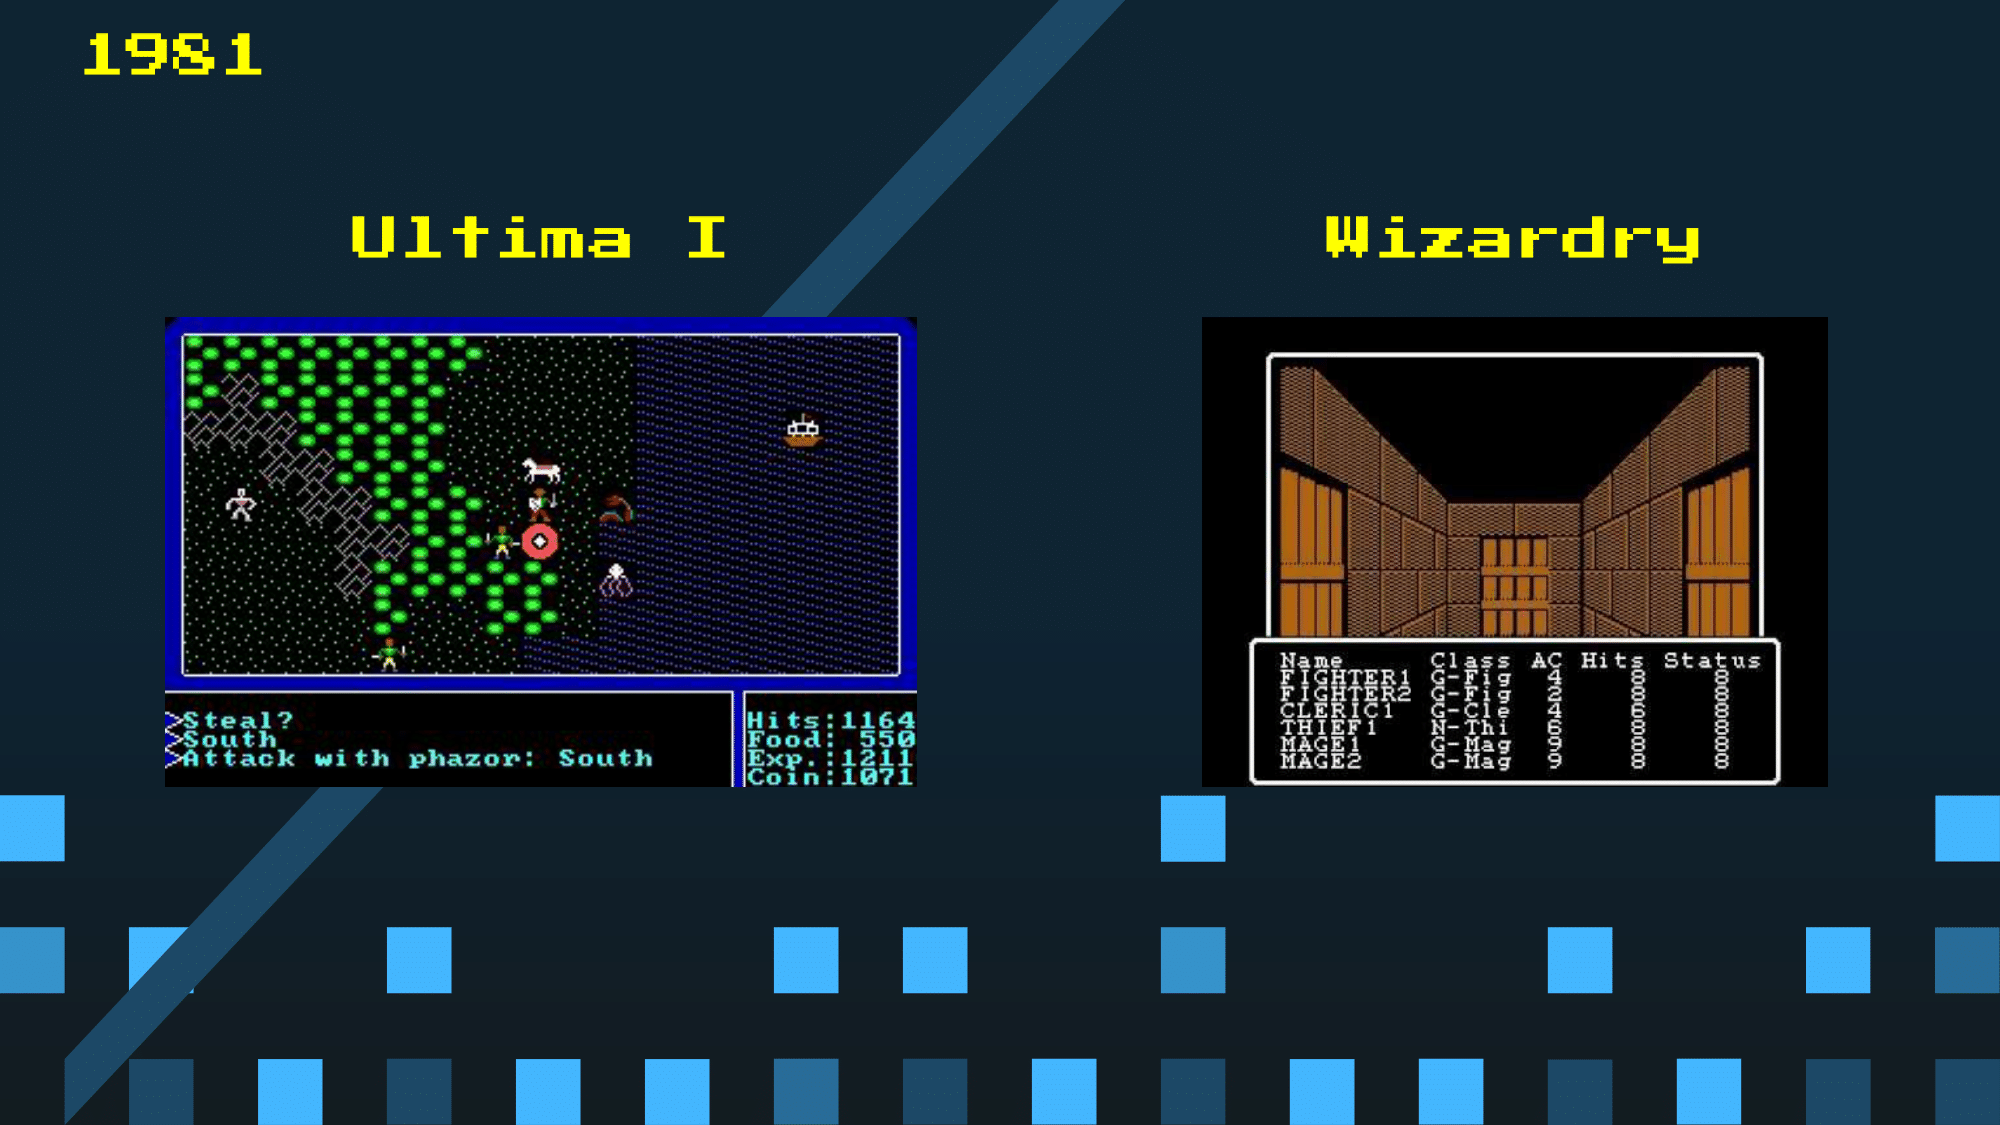 1981
Ultima I
Wizardry
>Steal?
>South
>Attack with phazor: South
Hits:1164
Food: 550
Exp.:1211
Coin:1071
Name Class AC Hits Status
FIGHTER1 G-Fig 4 8 8
FIGHTER2 G-Fig 2 8 8
CLERIC1 G-Cle 4 8 8
THIEF1 N-Thi 6 8 8
MAGE1 G-Mag 9 8 8
MAGE2 G-Mag 9 8 8